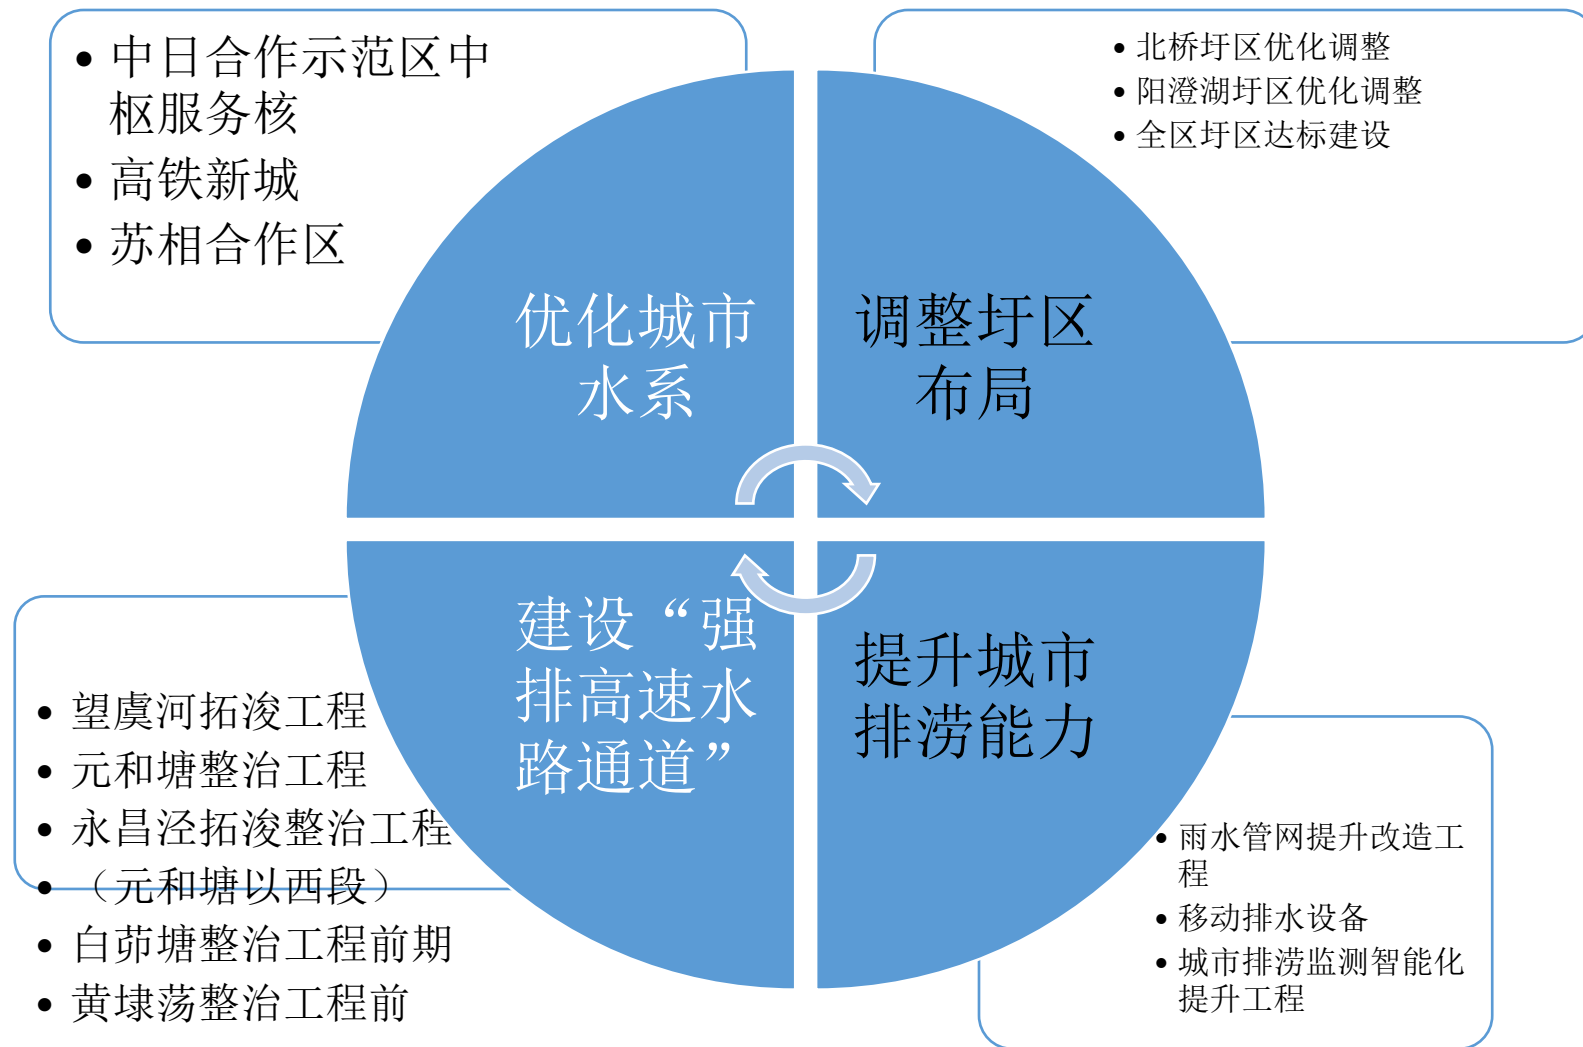 • 中日合作示范区中
枢服务核
• 高铁新城
• 苏相合作区
• 北桥圩区优化调整
• 阳澄湖圩区优化调整
• 全区圩区达标建设
优化城市
水系
调整圩区
布局
建设“强
排高速水
路通道”
提升城市
排涝能力
• 望虞河拓浚工程
• 元和塘整治工程
• 永昌泾拓浚整治工程
• （元和塘以西段）
• 白茆塘整治工程前期
• 黄埭荡整治工程前
• 雨水管网提升改造工
程
• 移动排水设备
• 城市排涝监测智能化
提升工程